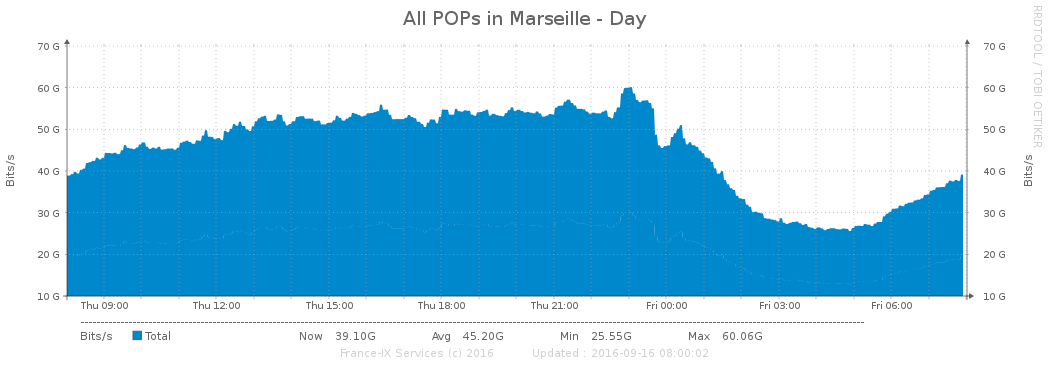 All POPs in Marseille - Day
RRDTOOL / TOBI OETIKER
70 G 70 G
60 G 60 G
50 G 50 G
40 G 40 G
30 G 30 G
20 G 20 G
10 G 10 G
Bits/s
Bits/s
Thu 09:00 Thu 12:00 Thu 15:00 Thu 18:00 Thu 21:00 Fri 00:00 Fri 03:00 Fri 06:00
Bits/s Total Now 39.10G Avg 45.20G Min 25.55G Max 60.06G
France-IX Services (c) 2016 Updated : 2016-09-16 08:00:02